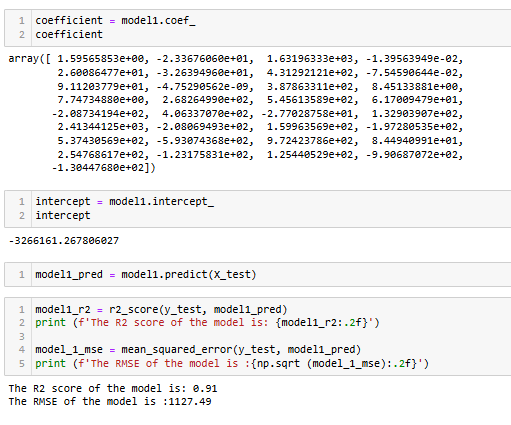 1 coefficient = model1.coef_
2 coefficient
array([ 1.59565853e+00, -2.33676060e+01, 1.63196333e+03, -1.39563949e-02,
2.60086477e+01, -3.26394960e+01, 4.31292121e+02, -7.54590644e-02,
9.11203779e+01, -4.75290562e-09, 3.87863311e+02, 8.45133881e+00,
7.74734880e+00, 2.68264990e+02, 5.45613589e+02, 6.17009479e+01,
-2.08734194e+02, 4.06337070e+02, -2.77028758e+01, 1.32903907e+02,
2.41344125e+03, -2.08069493e+02, 1.59963569e+02, -1.97280535e+02,
5.37430569e+02, -5.93074368e+02, 9.72423786e+02, 8.44940991e+01,
2.54768617e+02, -1.23175831e+02, 1.25440529e+02, -9.90687072e+02,
-1.30447680e+02])
1 intercept = model1.intercept_
2 intercept
-3266161.267806027
1 model1_pred = model1.predict(X_test)
1 model1_r2 = r2_score(y_test, model1_pred)
2 print (f'The R2 score of the model is: {model1_r2:.2f}')
3
4 model_1_mse = mean_squared_error(y_test, model1_pred)
5 print (f'The RMSE of the model is :{np.sqrt (model_1_mse):.2f}')
The R2 score of the model is: 0.91
The RMSE of the model is :1127.49